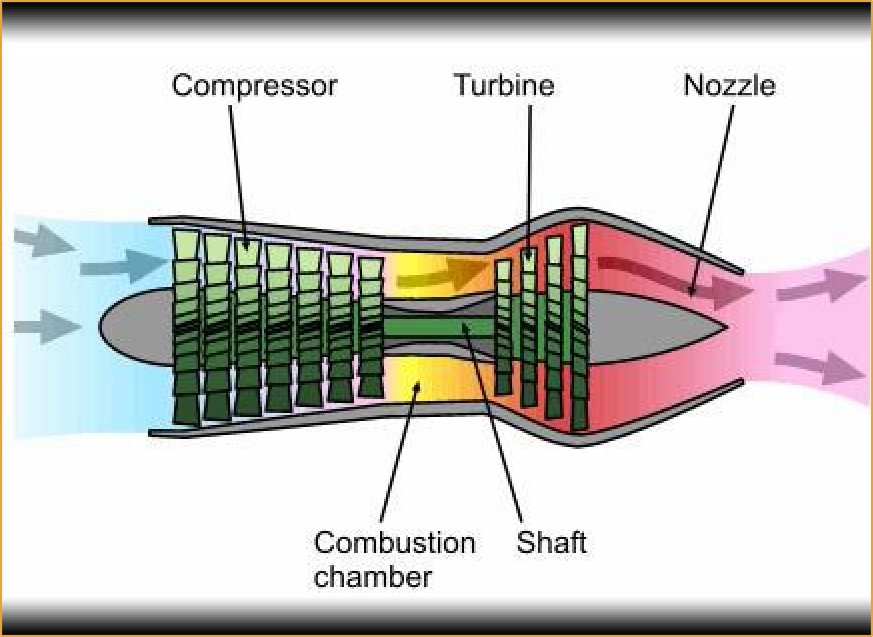 Compressor
Turbine
Nozzle
Combustion
chamber
Shaft